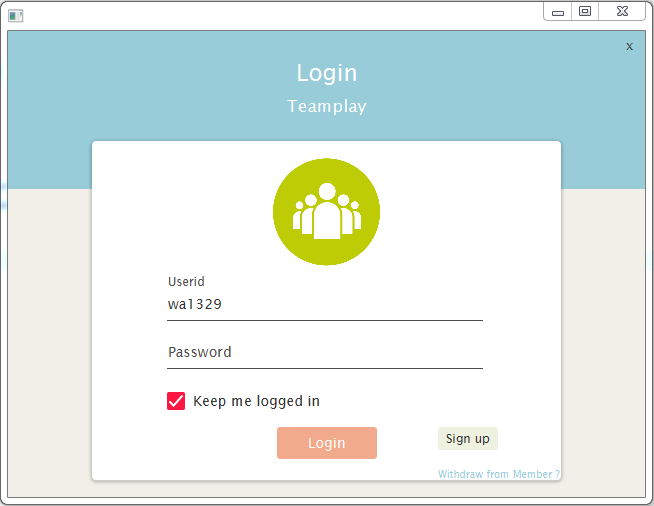 x
Login
Teamplay
Userid
wa1329
Password
Keep me logged in
Login
Sign up
Withdraw from Member ?